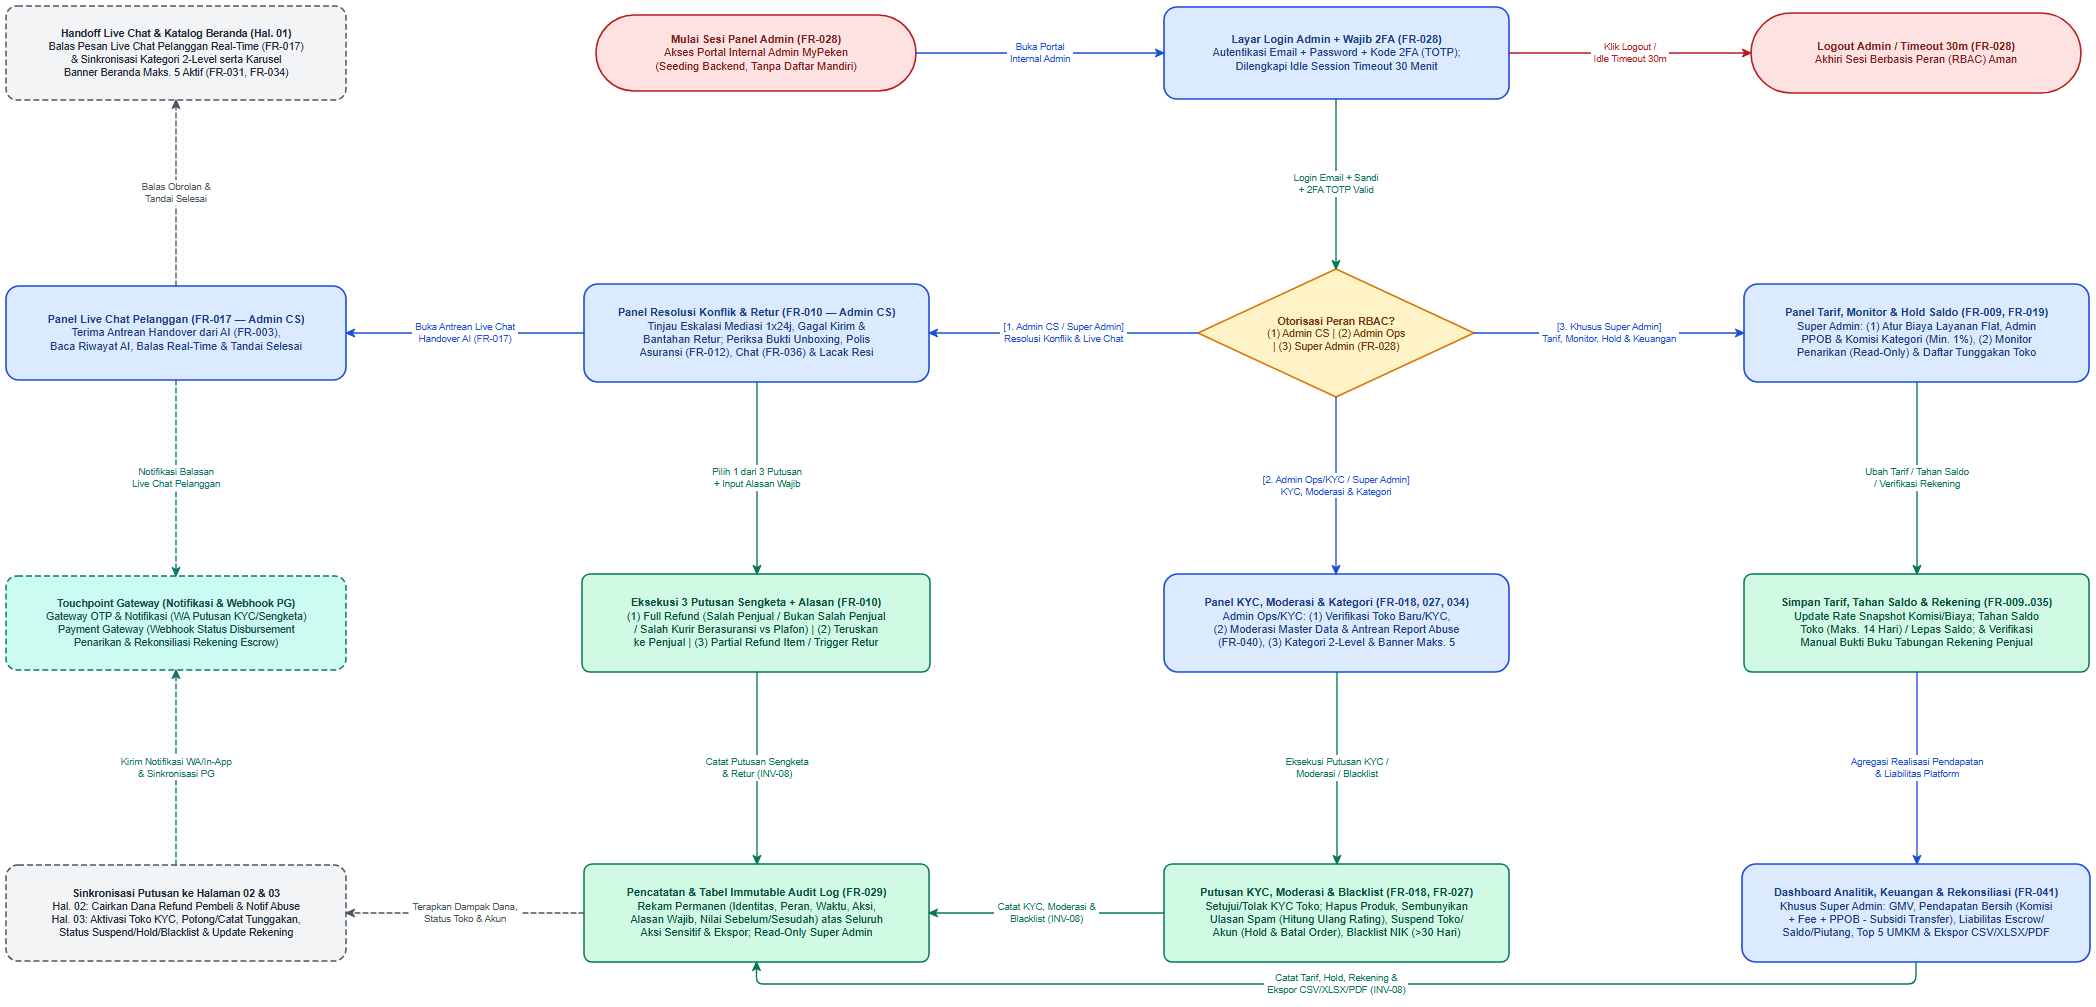 Handoff Live Chat & Katalog Beranda (Hal. 01)
Balas Pesan Live Chat Pelanggan Real-Time (FR-017)
& Sinkronisasi Kategori 2-Level serta Karusel
Banner Beranda Maks. 5 Aktif (FR-031, FR-034)
Mulai Sesi Panel Admin (FR-028)
Akses Portal Internal Admin MyPeken
(Seeding Backend, Tanpa Daftar Mandiri)
Buka Portal
Internal Admin
Layar Login Admin + Wajib 2FA (FR-028)
Autentikasi Email + Password + Kode 2FA (TOTP);
Dilengkapi Idle Session Timeout 30 Menit
Klik Logout /
Idle Timeout 30m
Logout Admin / Timeout 30m (FR-028)
Akhiri Sesi Berbasis Peran (RBAC) Aman
Balas Obrolan &
Tandai Selesai
Login Email + Sandi
+ 2FA TOTP Valid
Panel Live Chat Pelanggan (FR-017 — Admin CS)
Terima Antrean Handover dari AI (FR-003),
Baca Riwayat AI, Balas Real-Time & Tandai Selesai
Buka Antrean Live Chat
Handover AI (FR-017)
Panel Resolusi Konflik & Retur (FR-010 — Admin CS)
Tinjau Eskalasi Mediasi 1x24j, Gagal Kirim &
Bantahan Retur; Periksa Bukti Unboxing, Polis
Asuransi (FR-012), Chat (FR-036) & Lacak Resi
[1. Admin CS / Super Admin]
Resolusi Konflik & Live Chat
Otorisasi Peran RBAC?
(1) Admin CS | (2) Admin Ops
| (3) Super Admin (FR-028)
[3. Khusus Super Admin]
Tarif, Monitor, Hold & Keuangan
Panel Tarif, Monitor & Hold Saldo (FR-009, FR-019)
Super Admin: (1) Atur Biaya Layanan Flat, Admin
PPOB & Komisi Kategori (Min. 1%), (2) Monitor
Penarikan (Read-Only) & Daftar Tunggakan Toko
Notifikasi Balasan
Live Chat Pelanggan
Pilih 1 dari 3 Putusan
+ Input Alasan Wajib
[2. Admin Ops/KYC / Super Admin]
KYC, Moderasi & Kategori
Ubah Tarif / Tahan Saldo
/ Verifikasi Rekening
Touchpoint Gateway (Notifikasi & Webhook PG)
Gateway OTP & Notifikasi (WA Putusan KYC/Sengketa)
Payment Gateway (Webhook Status Disbursement
Penarikan & Rekonsiliasi Rekening Escrow)
Eksekusi 3 Putusan Sengketa + Alasan (FR-010)
(1) Full Refund (Salah Penjual / Bukan Salah Penjual
/ Salah Kurir Berasuransi vs Plafon) | (2) Teruskan
ke Penjual | (3) Partial Refund Item / Trigger Retur
Panel KYC, Moderasi & Kategori (FR-018, 027, 034)
Admin Ops/KYC: (1) Verifikasi Toko Baru/KYC,
(2) Moderasi Master Data & Antrean Report Abuse
(FR-040), (3) Kategori 2-Level & Banner Maks. 5
Simpan Tarif, Tahan Saldo & Rekening (FR-009..035)
Update Rate Snapshot Komisi/Biaya; Tahan Saldo
Toko (Maks. 14 Hari) / Lepas Saldo; & Verifikasi
Manual Bukti Buku Tabungan Rekening Penjual
Kirim Notifikasi WA/In-App
& Sinkronisasi PG
Catat Putusan Sengketa
& Retur (INV-08)
Eksekusi Putusan KYC /
Moderasi / Blacklist
Agregasi Realisasi Pendapatan
& Liabilitas Platform
Sinkronisasi Putusan ke Halaman 02 & 03
Hal. 02: Cairkan Dana Refund Pembeli & Notif Abuse
Hal. 03: Aktivasi Toko KYC, Potong/Catat Tunggakan,
Status Suspend/Hold/Blacklist & Update Rekening
Terapkan Dampak Dana,
Status Toko & Akun
Pencatatan & Tabel Immutable Audit Log (FR-029)
Rekam Permanen (Identitas, Peran, Waktu, Aksi,
Alasan Wajib, Nilai Sebelum/Sesudah) atas Seluruh
Aksi Sensitif & Ekspor; Read-Only Super Admin
Catat KYC, Moderasi &
Blacklist (INV-08)
Putusan KYC, Moderasi & Blacklist (FR-018, FR-027)
Setujui/Tolak KYC Toko; Hapus Produk, Sembunyikan
Ulasan Spam (Hitung Ulang Rating), Suspend Toko/
Akun (Hold & Batal Order), Blacklist NIK (>30 Hari)
Dashboard Analitik, Keuangan & Rekonsiliasi (FR-041)
Khusus Super Admin: GMV, Pendapatan Bersih (Komisi
+ Fee + PPOB - Subsidi Transfer), Liabilitas Escrow/
Saldo/Piutang, Top 5 UMKM & Ekspor CSV/XLSX/PDF
Catat Tarif, Hold, Rekening &
Ekspor CSV/XLSX/PDF (INV-08)